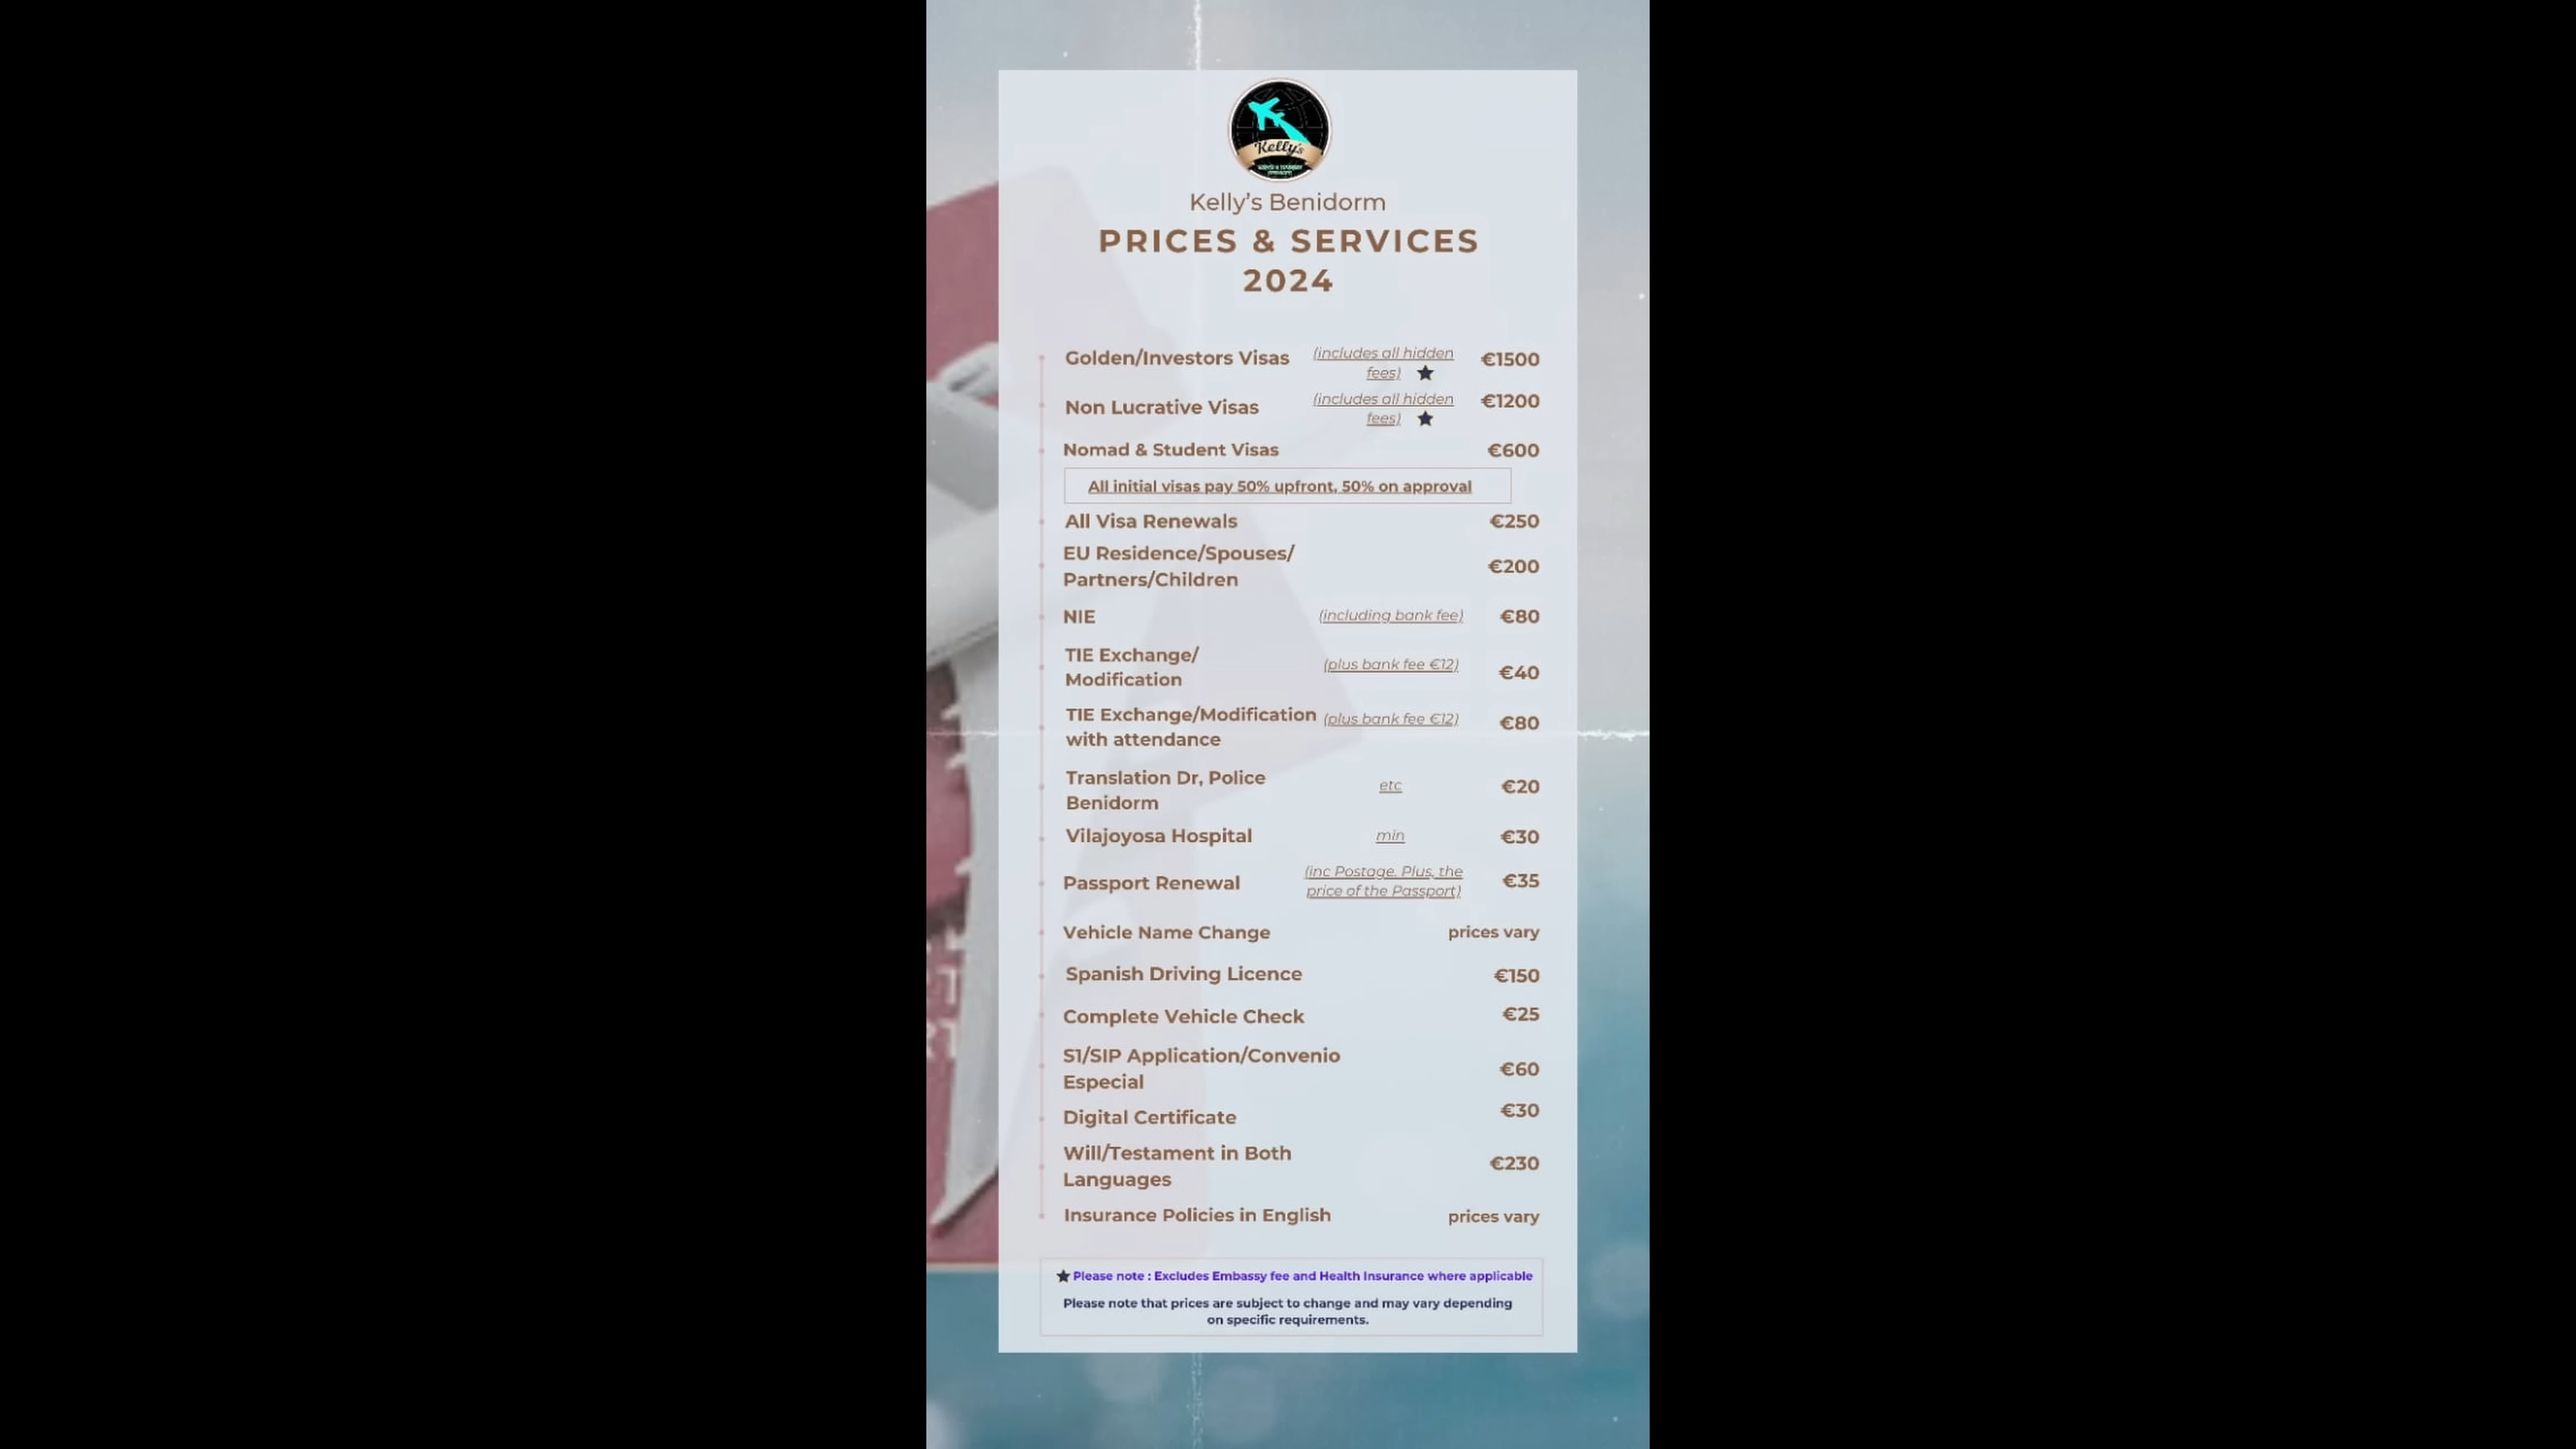 Kelly's
Kelly's Benidorm
PRICES & SERVICES
2024
Golden/Investors Visas (includes all hidden fees) ★ €1500
Non Lucrative Visas (includes all hidden fees) ★ €1200
Nomad & Student Visas €600
All initial visas pay 50% upfront, 50% on approval
All Visa Renewals €250
EU Residence/Spouses/
Partners/Children €200
NIE (including bank fee) €80
TIE Exchange/
Modification (plus bank fee €12) €40
TIE Exchange/Modification
with attendance (plus bank fee €12) €80
Translation Dr, Police
Benidorm etc €20
Vilajoyosa Hospital min €30
Passport Renewal (inc Postage. Plus, the price of the Passport) €35
Vehicle Name Change prices vary
Spanish Driving Licence €150
Complete Vehicle Check €25
S1/SIP Application/Convenio
Especial €60
Digital Certificate €30
Will/Testament in Both
Languages €230
Insurance Policies in English prices vary
★ Please note : Excludes Embassy fee and Health Insurance where applicable
Please note that prices are subject to change and may vary depending
on specific requirements.